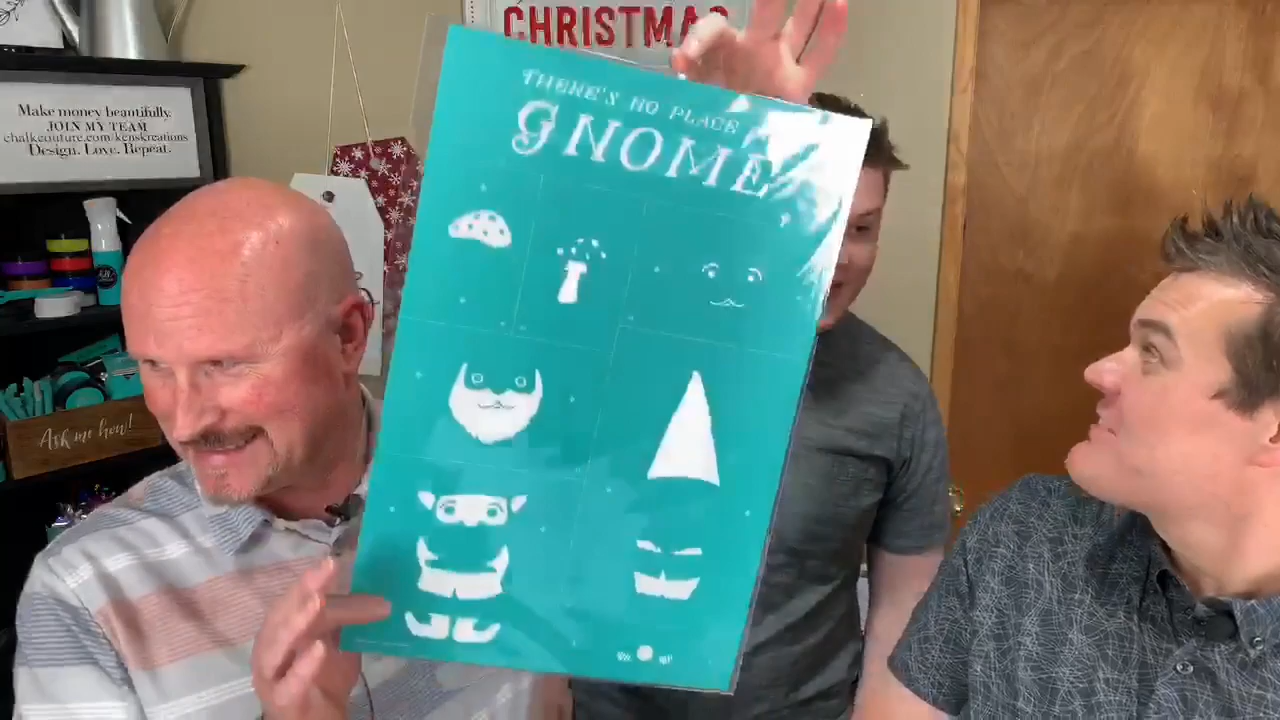 CHRISTMAS
Make money beautifully.
JOIN MY TEAM
chalkcouture.com/kenskreations
Design. Love. Repeat.
THERE'S NO PLACE
GNOME
Ask me how!